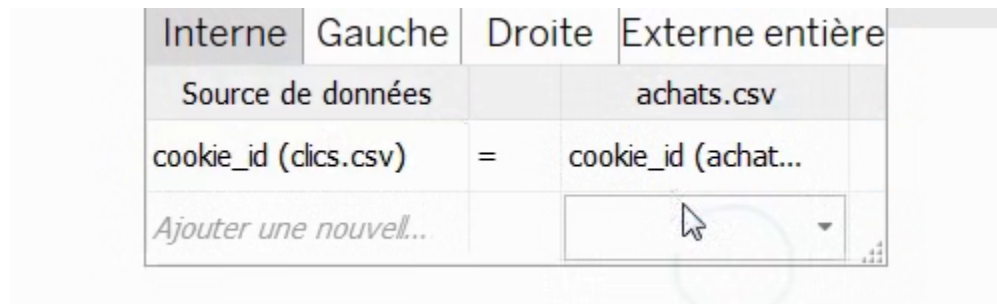 Interne Gauche Droite Externe entière
Source de données achats.csv
cookie_id (clics.csv) = cookie_id (achat...
Ajouter une nouvell...